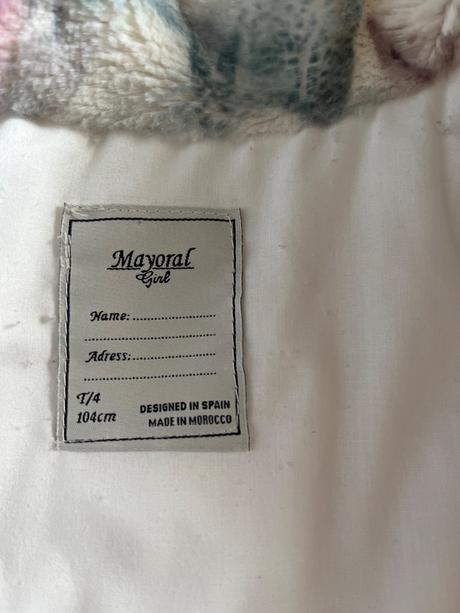 Mayoral
Girl
Name: ........................
......................................
Adress: ........................
......................................
T/4
104cm
DESIGNED IN SPAIN
MADE IN MOROCCO